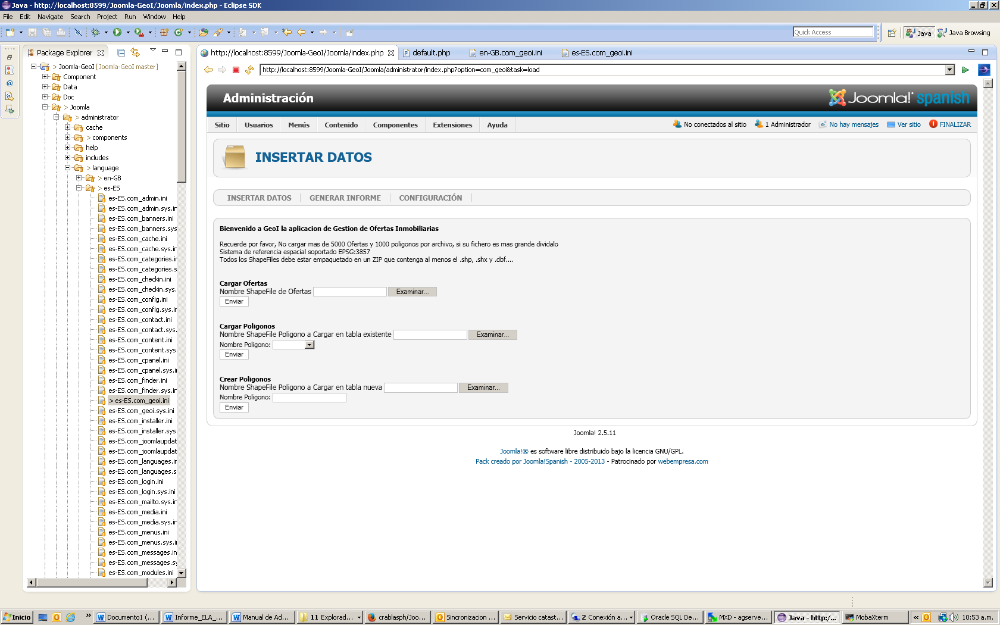 Java - http://localhost:8599/Joomla-GeoI/Joomla/index.php - Eclipse SDK
File Edit Navigate Search Project Run Window Help
Quick Access
Java
Java Browsing
Package Explorer
> Joomla-GeoI [Joomla-GeoI master]
Component
Data
Doc
> Joomla
> administrator
cache
> components
help
includes
> language
> en-GB
> es-ES
es-ES.com_admin.ini
es-ES.com_admin.sys.in
es-ES.com_banners.ini
es-ES.com_banners.sys
es-ES.com_cache.ini
es-ES.com_cache.sys.in
es-ES.com_categories.in
es-ES.com_categories.s
es-ES.com_checkin.ini
es-ES.com_checkin.sys.
es-ES.com_config.ini
es-ES.com_config.sys.in
es-ES.com_contact.ini
es-ES.com_contact.sys.
es-ES.com_content.ini
es-ES.com_content.sys
es-ES.com_cpanel.ini
es-ES.com_cpanel.sys.in
es-ES.com_finder.ini
es-ES.com_finder.sys.in
> es-ES.com_geoi.ini
es-ES.com_geoi.sys.ini
es-ES.com_installer.ini
es-ES.com_installer.sys
es-ES.com_joomlaupdat
es-ES.com_joomlaupdat
es-ES.com_languages.in
es-ES.com_languages.s
es-ES.com_login.ini
es-ES.com_login.sys.ini
es-ES.com_mailto.sys.in
es-ES.com_media.ini
es-ES.com_media.sys.in
es-ES.com_menus.ini
es-ES.com_menus.sys.i
es-ES.com_messages.in
es-ES.com_messages.sy
es-ES.com_modules.ini
http://localhost:8599/Joomla-GeoI/Joomla/index.php
default.php
en-GB.com_geoi.ini
es-ES.com_geoi.ini
http://localhost:8599/Joomla-GeoI/Joomla/administrator/index.php?option=com_geoi&task=load
Administración
Joomla! spanish
Sitio Usuarios Menús Contenido Componentes Extensiones Ayuda
No conectados al sitio 1 Administrador No hay mensajes Ver sitio FINALIZAR
INSERTAR DATOS
INSERTAR DATOS GENERAR INFORME CONFIGURACIÓN
Bienvenido a GeoI la aplicacion de Gestion de Ofertas Inmobiliarias
Recuerde por favor, No cargar mas de 5000 Ofertas y 1000 poligonos por archivo, si su fichero es mas grande dividalo
Sistema de referencia espacial soportado EPSG:3857
Todos los ShapeFiles debe estar empaquetado en un ZIP que contenga al menos el .shp, .shx y .dbf....
Cargar Ofertas
Nombre ShapeFile de Ofertas Examinar...
Enviar
Cargar Poligonos
Nombre ShapeFile Poligono a Cargar en tabla existente Examinar...
Nombre Poligono:
Enviar
Crear Poligonos
Nombre ShapeFile Poligono a Cargar en tabla nueva Examinar...
Nombre Poligono:
Enviar
Joomla! 2.5.11
Joomla!® es software libre distribuido bajo la licencia GNU/GPL.
Pack creado por Joomla!Spanish - 2005-2013 - Patrocinado por webempresa.com
Inicio
Documento1 (...
Informe_ELA_...
Manual de Ad...
11 Explorad...
crablasph/Joo...
Sincronizacion ...
Servicio catast...
2 Conexión a...
Oracle SQL De...
MXD - agserve...
Java - http:/...
MobaXterm
10:53 a.m.